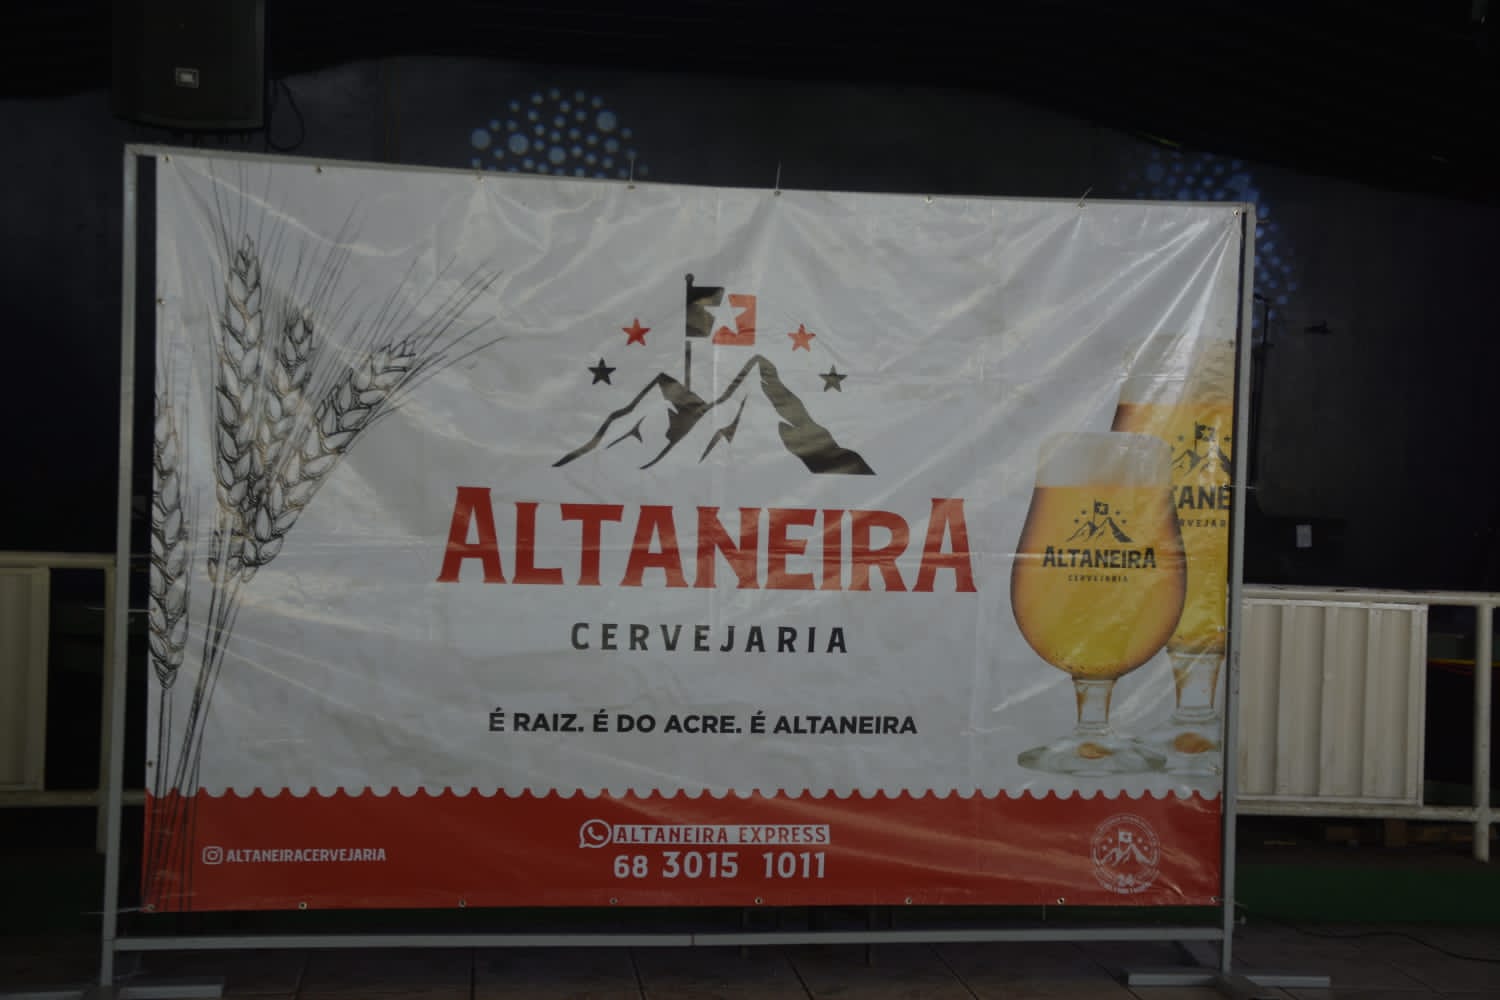 ALTANEIRA
CERVEJARIA
É RAIZ. É DO ACRE. É ALTANEIRA
ALTANEIRA
CERVEJARIA
ALTANEIRACERVEJARIA
ALTANEIRA EXPRESS
68 3015 1011